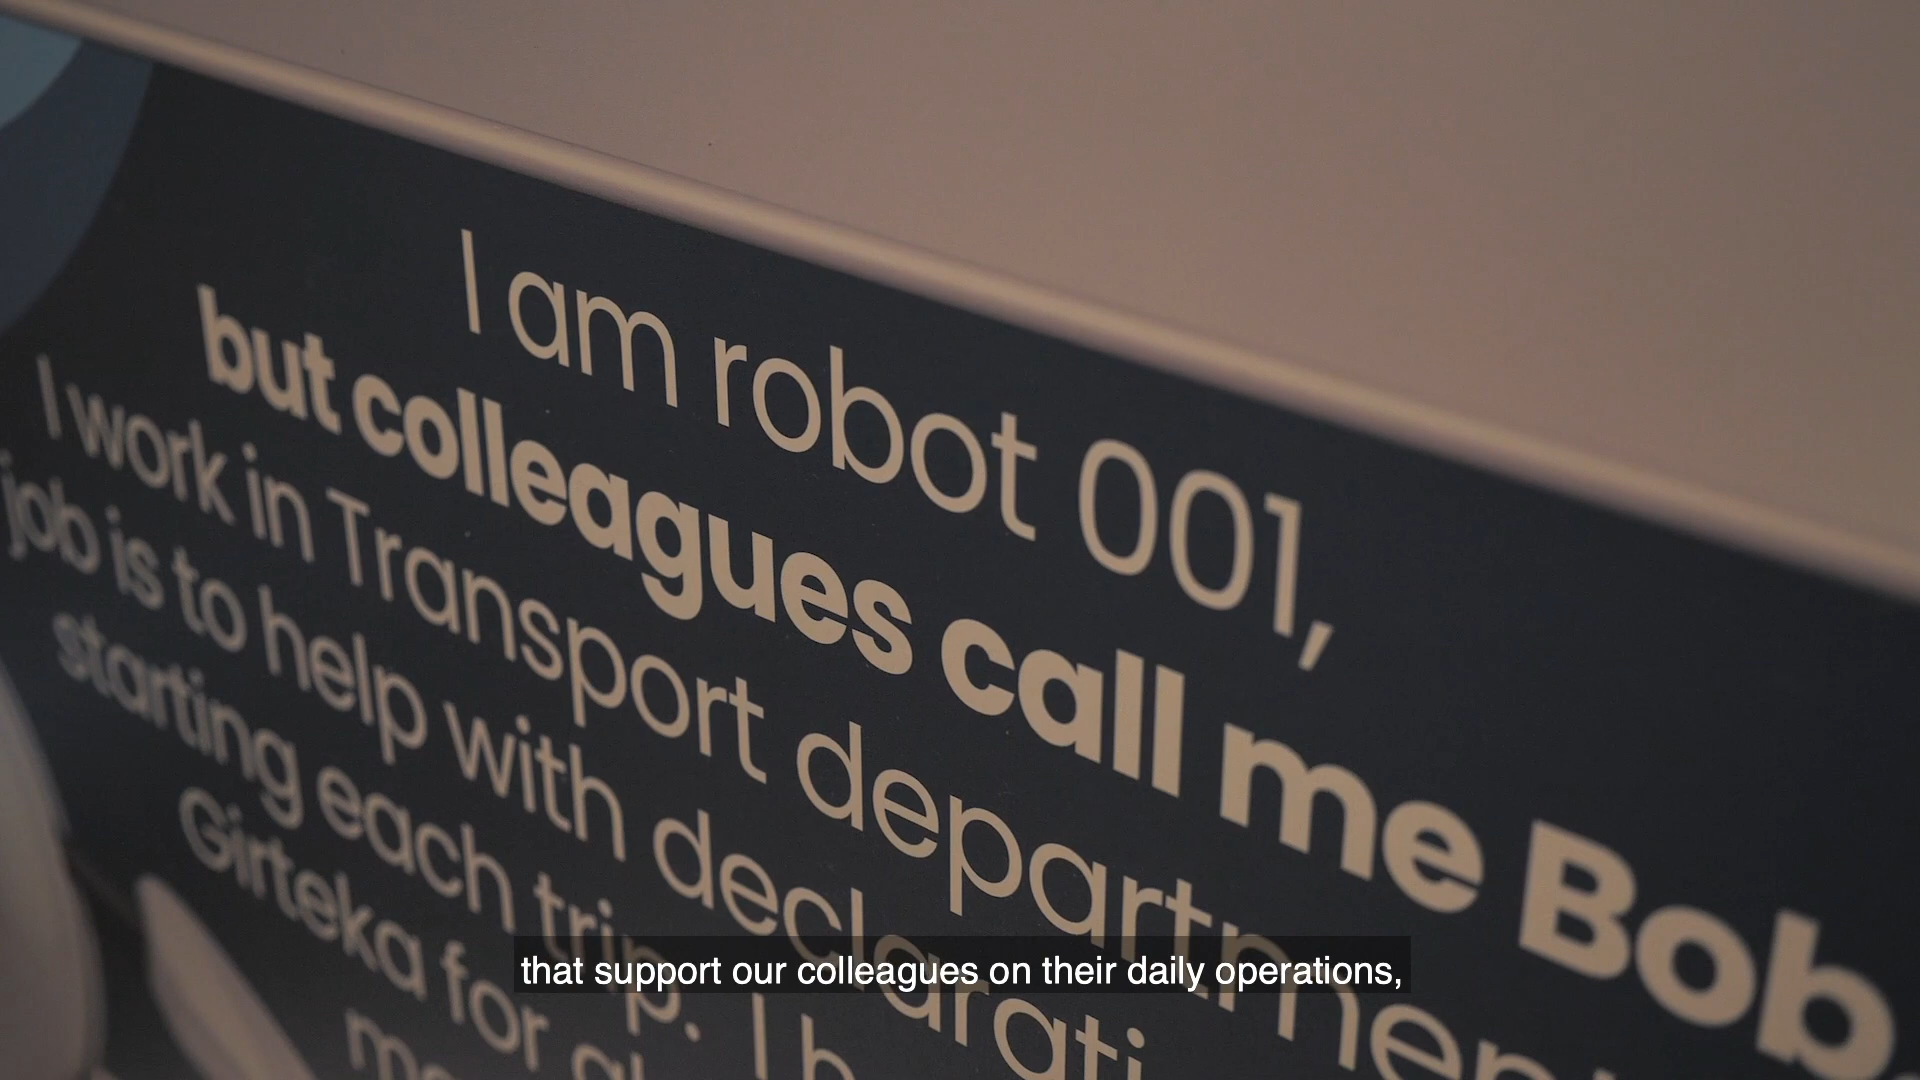 I am robot 001,
but colleagues call me Bob.
I work in Transport department
job is to help with declarati
starting each trip. I h
Girteka for
that support our colleagues on their daily operations,